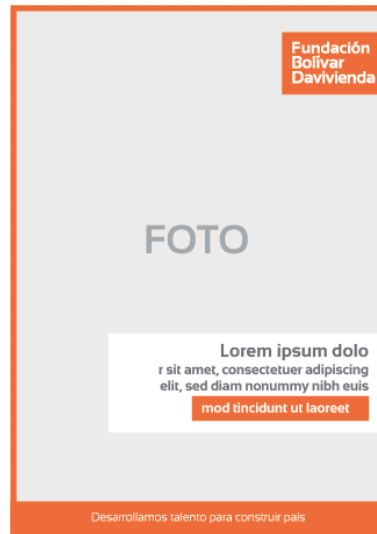 Fundación
Bolívar
Davivienda
FOTO
Lorem ipsum dolo
r sit amet, consectetuer adipiscing
elit, sed diam nonummy nibh euis
mod tincidunt ut laoreet
Desarrollamos talento para construir país